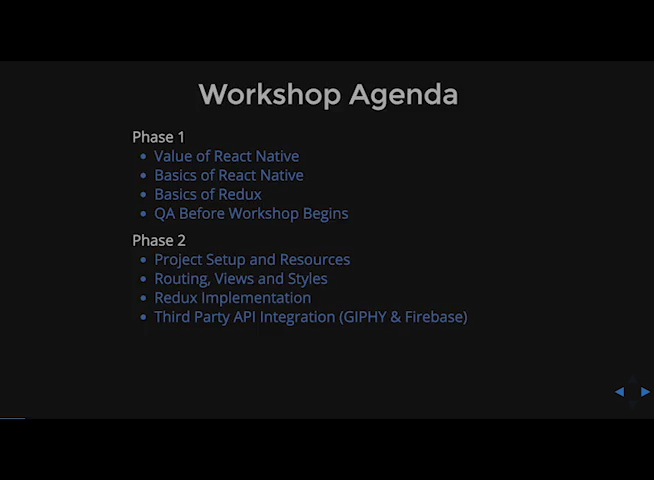 Workshop Agenda
Phase 1
• Value of React Native
• Basics of React Native
• Basics of Redux
• QA Before Workshop Begins
Phase 2
• Project Setup and Resources
• Routing, Views and Styles
• Redux Implementation
• Third Party API Integration (GIPHY & Firebase)